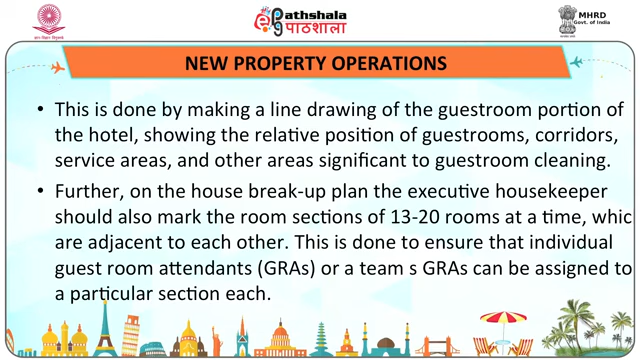 ePathshala
पाठशाला
MHRD
Govt. of India
NEW PROPERTY OPERATIONS
• This is done by making a line drawing of the guestroom portion of
the hotel, showing the relative position of guestrooms, corridors,
service areas, and other areas significant to guestroom cleaning.
• Further, on the house break-up plan the executive housekeeper
should also mark the room sections of 13-20 rooms at a time, whic
are adjacent to each other. This is done to ensure that individual
guest room attendants (GRAs) or a team s GRAs can be assigned to
a particular section each.